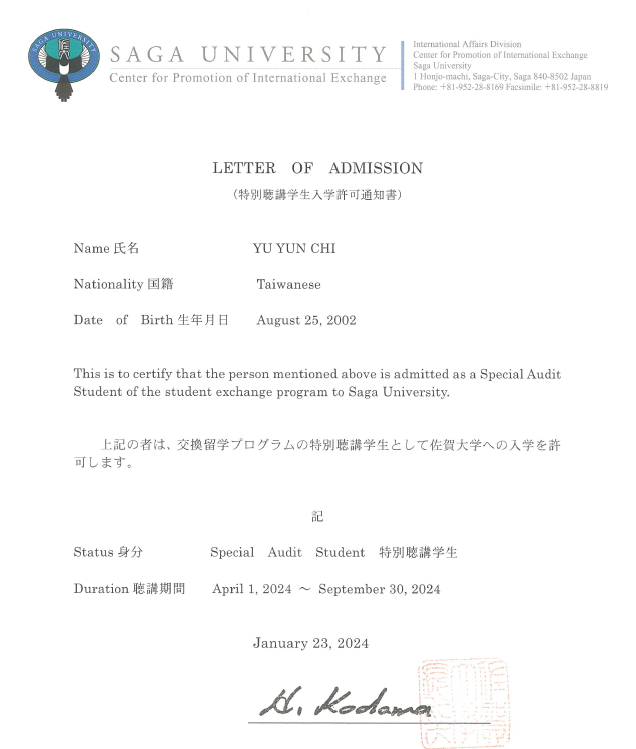 SAGA UNIVERSITY
佐
SAGA UNIVERSITY
Center for Promotion of International Exchange
International Affairs Division
Center for Promotion of International Exchange
Saga University
1 Honjo-machi, Saga-City, Saga 840-8502 Japan
Phone: +81-952-28-8169 Facsimile: +81-952-28-8819
LETTER OF ADMISSION
（特別聴講学生入学許可通知書）
Name 氏名 YU YUN CHI
Nationality 国籍 Taiwanese
Date of Birth 生年月日 August 25, 2002
This is to certify that the person mentioned above is admitted as a Special Audit
Student of the student exchange program to Saga University.
上記の者は、交換留学プログラムの特別聴講学生として佐賀大学への入学を許
可します。
記
Status 身分 Special Audit Student 特別聴講学生
Duration 聴講期間 April 1, 2024 ～ September 30, 2024
January 23, 2024
H. Kodama